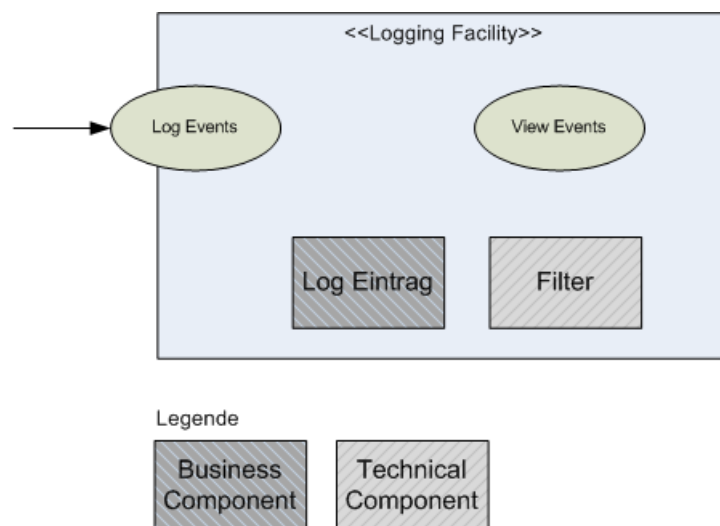 <<Logging Facility>>
Log Events
View Events
Log Eintrag
Filter
Legende
Business
Component
Technical
Component